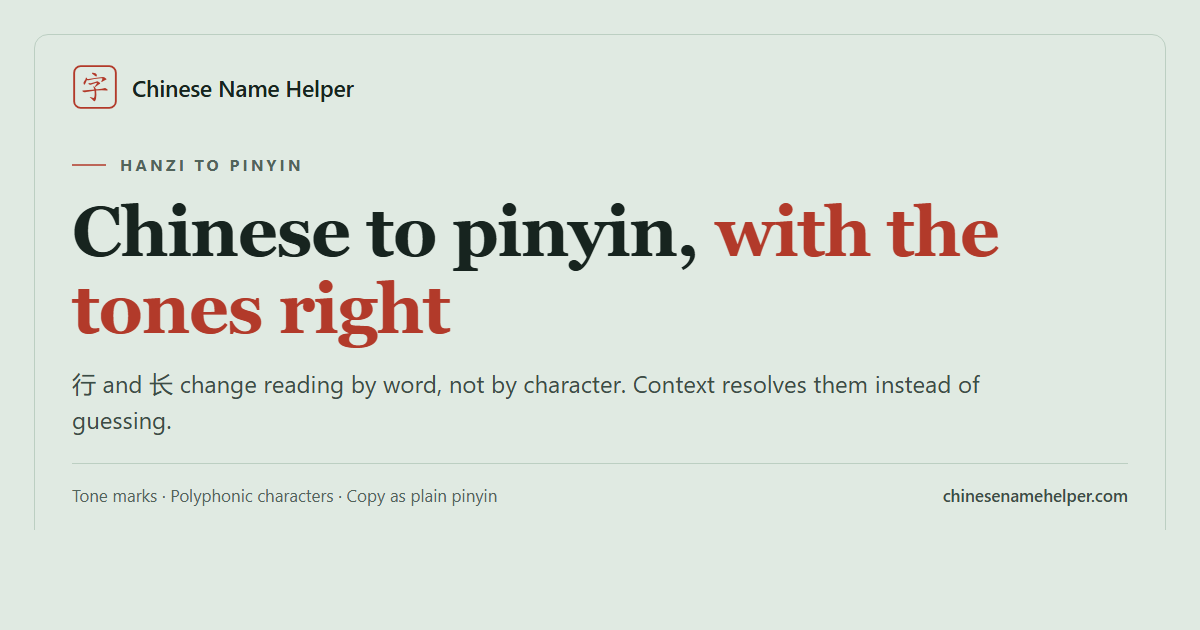 字
Chinese Name Helper
HANZI TO PINYIN
Chinese to pinyin, with the
tones right
行 and 长 change reading by word, not by character. Context resolves them instead of
guessing.
Tone marks · Polyphonic characters · Copy as plain pinyin
chinesenamehelper.com